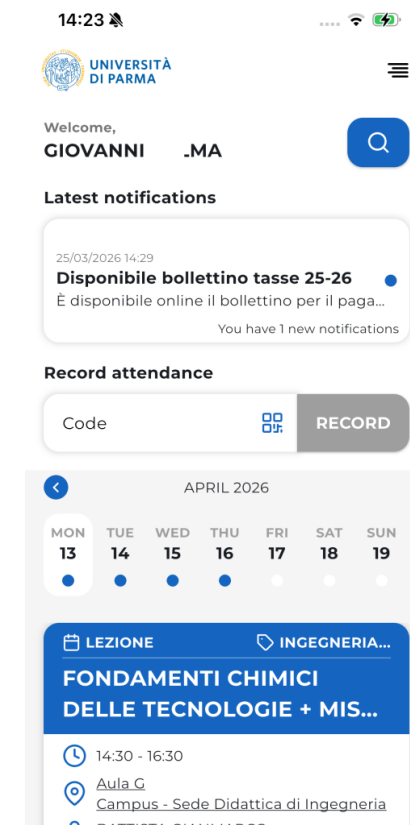 14:23
UNIVERSITÀ
DI PARMA
Welcome,
GIOVANNI
Latest notifications
25/03/2026 14:29
Disponibile bollettino tasse 25-26
È disponibile online il bollettino per il paga...
You have 1 new notifications
Record attendance
Code
RECORD
APRIL 2026
MON TUE WED THU FRI SAT SUN
13 14 15 16 17 18 19
LEZIONE INGEGNERIA...
FONDAMENTI CHIMICI
DELLE TECNOLOGIE + MIS...
14:30 - 16:30
Aula G
Campus - Sede Didattica di Ingegneria